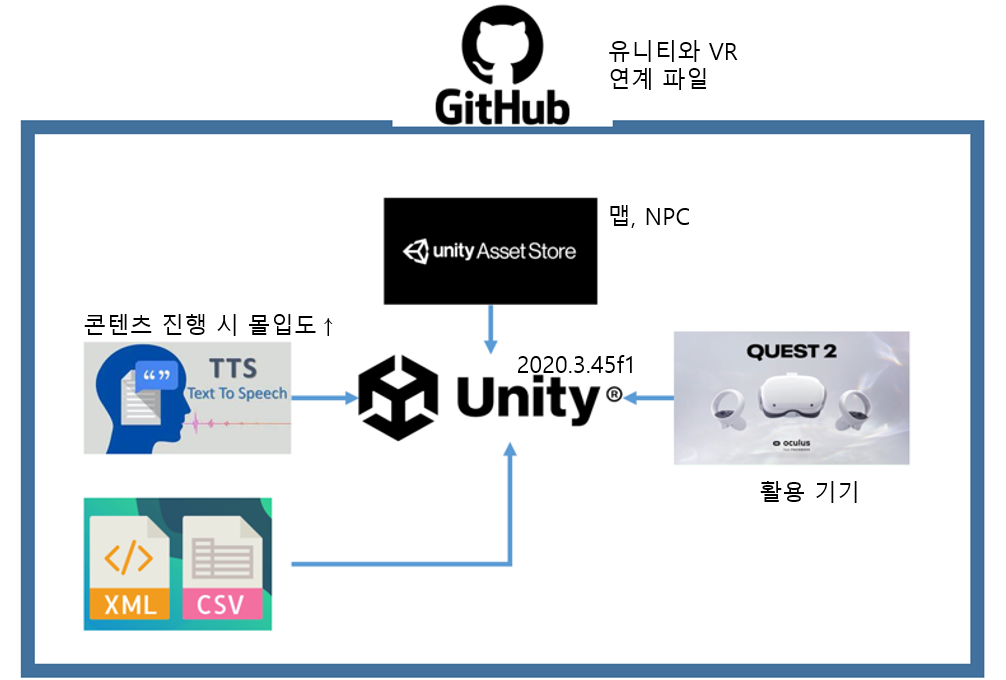 GitHub
유니티와 VR
연계 파일
unity Asset Store
맵, NPC
콘텐츠 진행 시 몰입도↑
TTS
Text To Speech
2020.3.45f1
Unity®
QUEST 2
oculus
활용 기기
XML
CSV